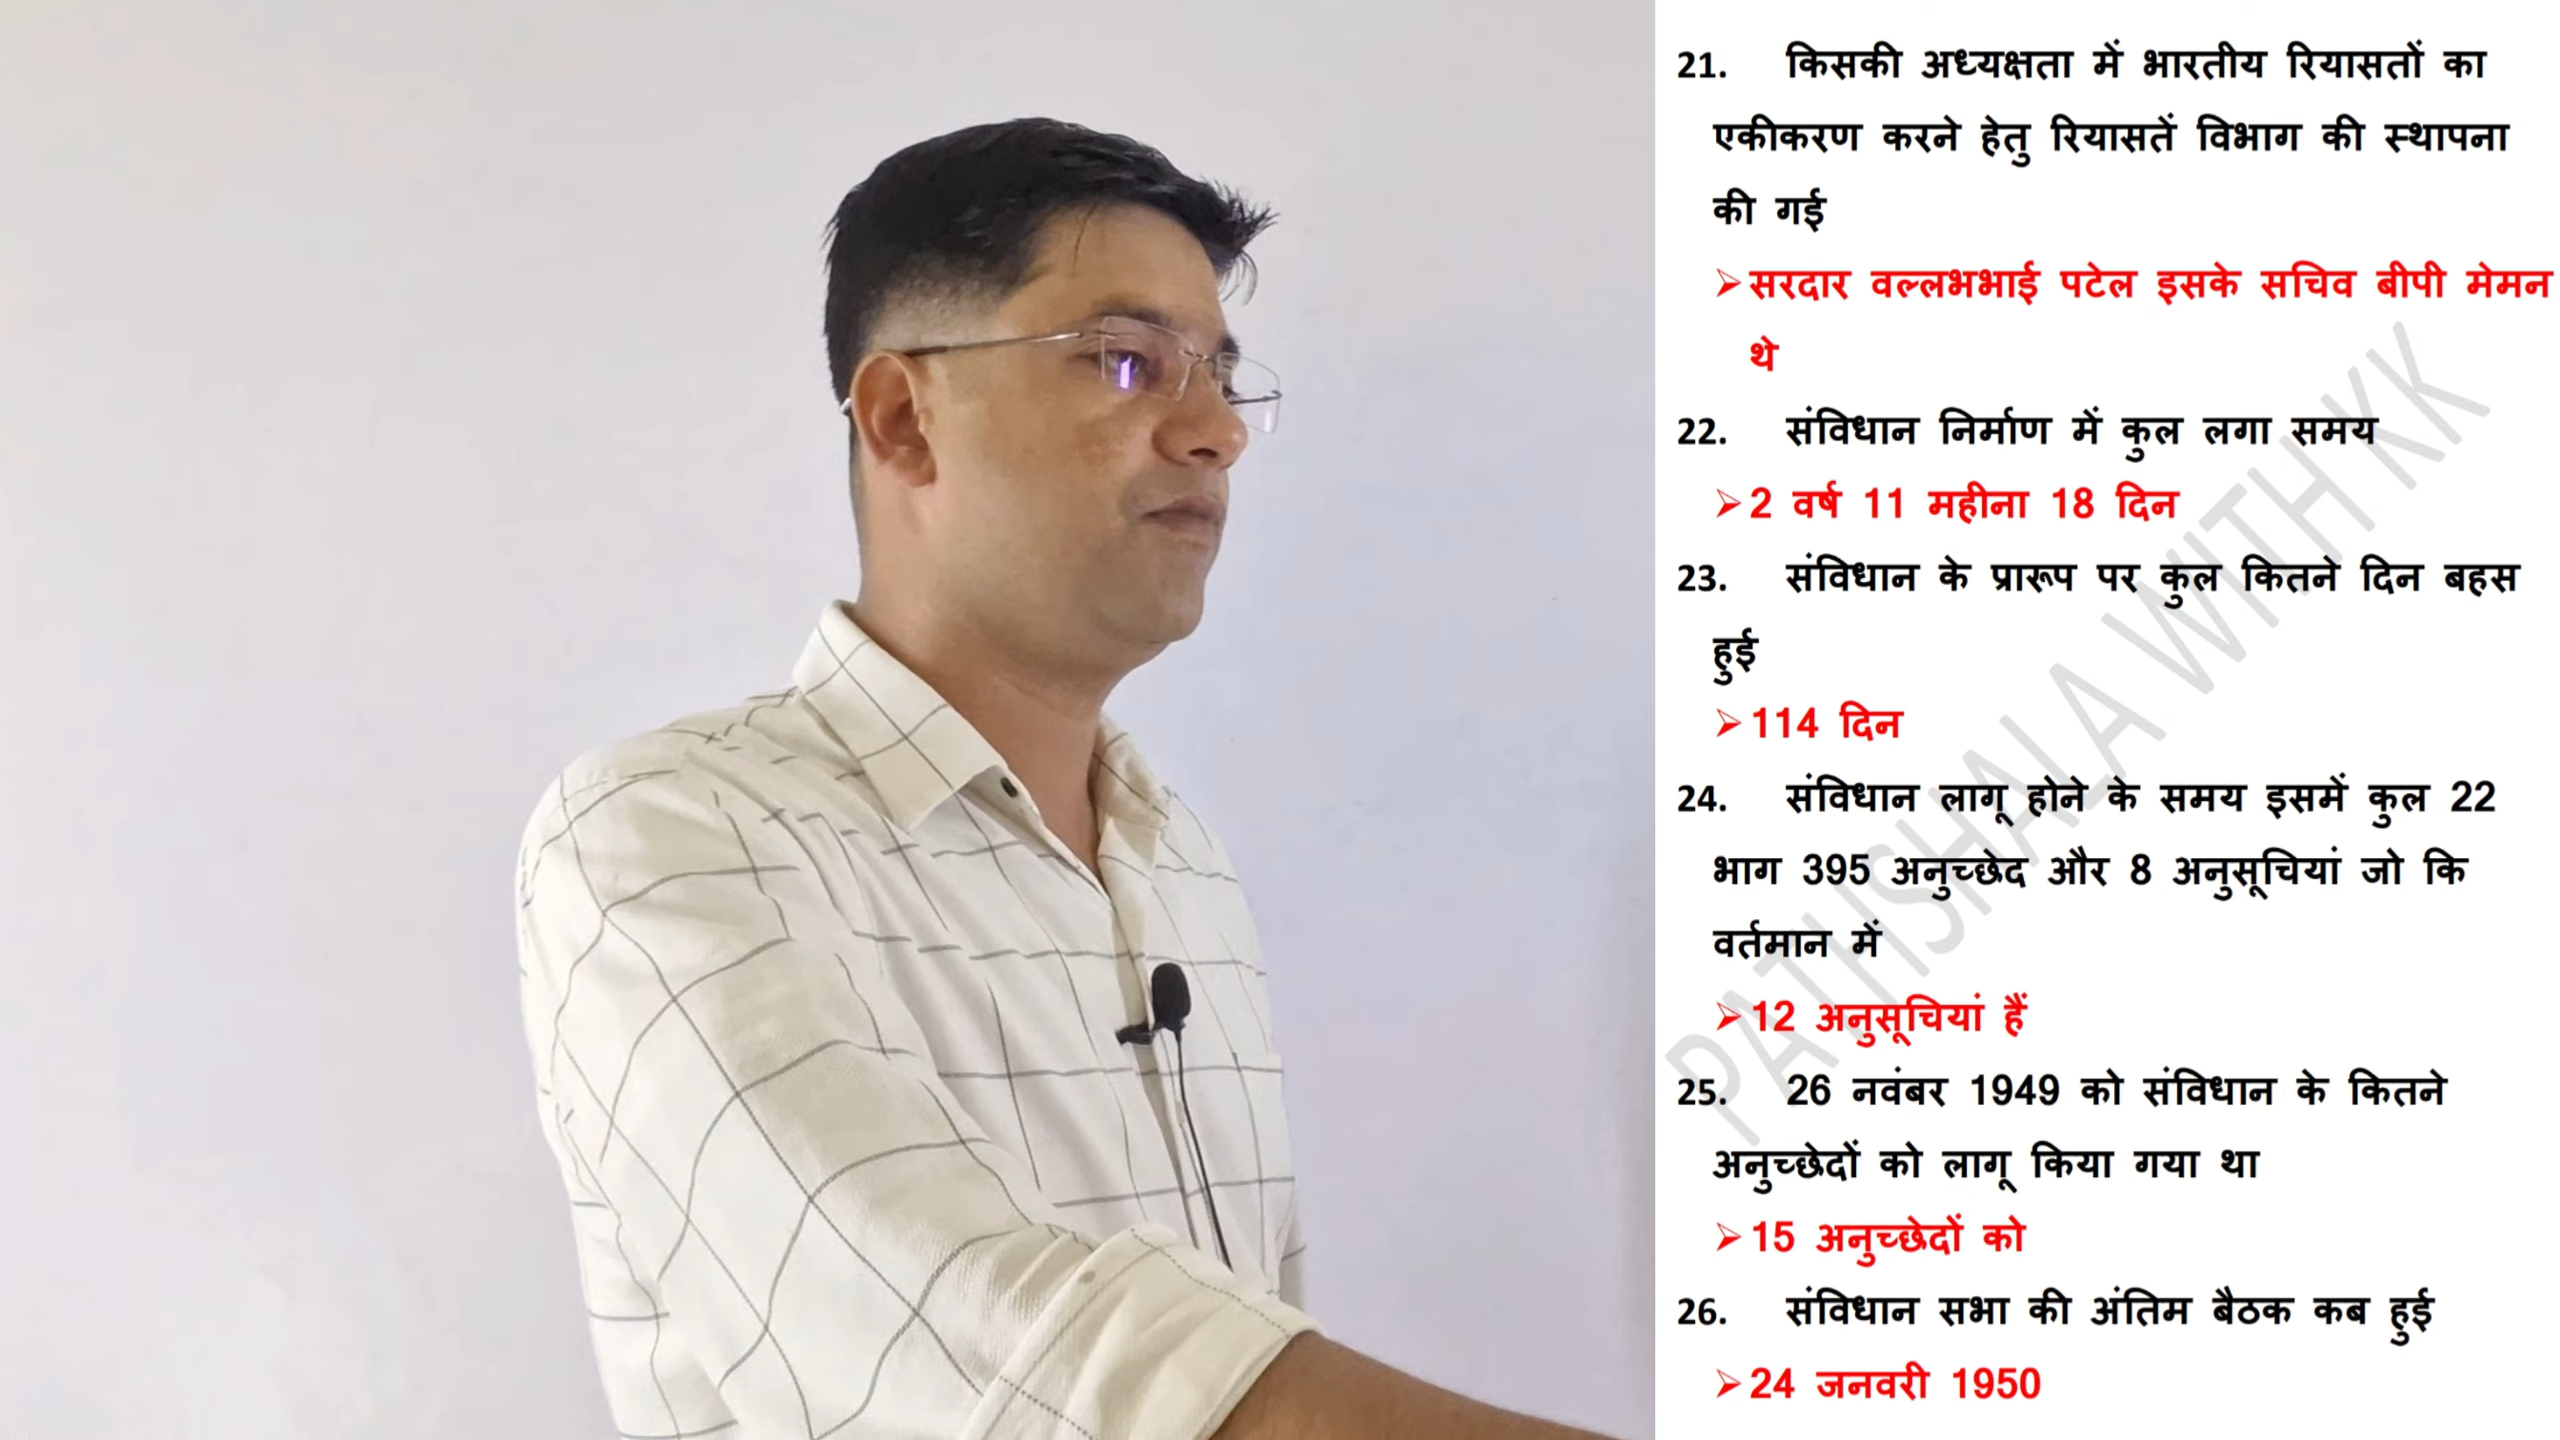 21. किसकी अध्यक्षता में भारतीय रियासतों का
एकीकरण करने हेतु रियासतें विभाग की स्थापना
की गई
➢सरदार वल्लभभाई पटेल इसके सचिव बीपी मेमन
थे
22. संविधान निर्माण में कुल लगा समय
➢2 वर्ष 11 महीना 18 दिन
23. संविधान के प्रारूप पर कुल कितने दिन बहस
हुई
➢114 दिन
24. संविधान लागू होने के समय इसमें कुल 22
भाग 395 अनुच्छेद और 8 अनुसूचियां जो कि
वर्तमान में
➢12 अनुसूचियां हैं
25. 26 नवंबर 1949 को संविधान के कितने
अनुच्छेदों को लागू किया गया था
➢15 अनुच्छेदों को
26. संविधान सभा की अंतिम बैठक कब हुई
➢24 जनवरी 1950
PATHSHALA WITH KK